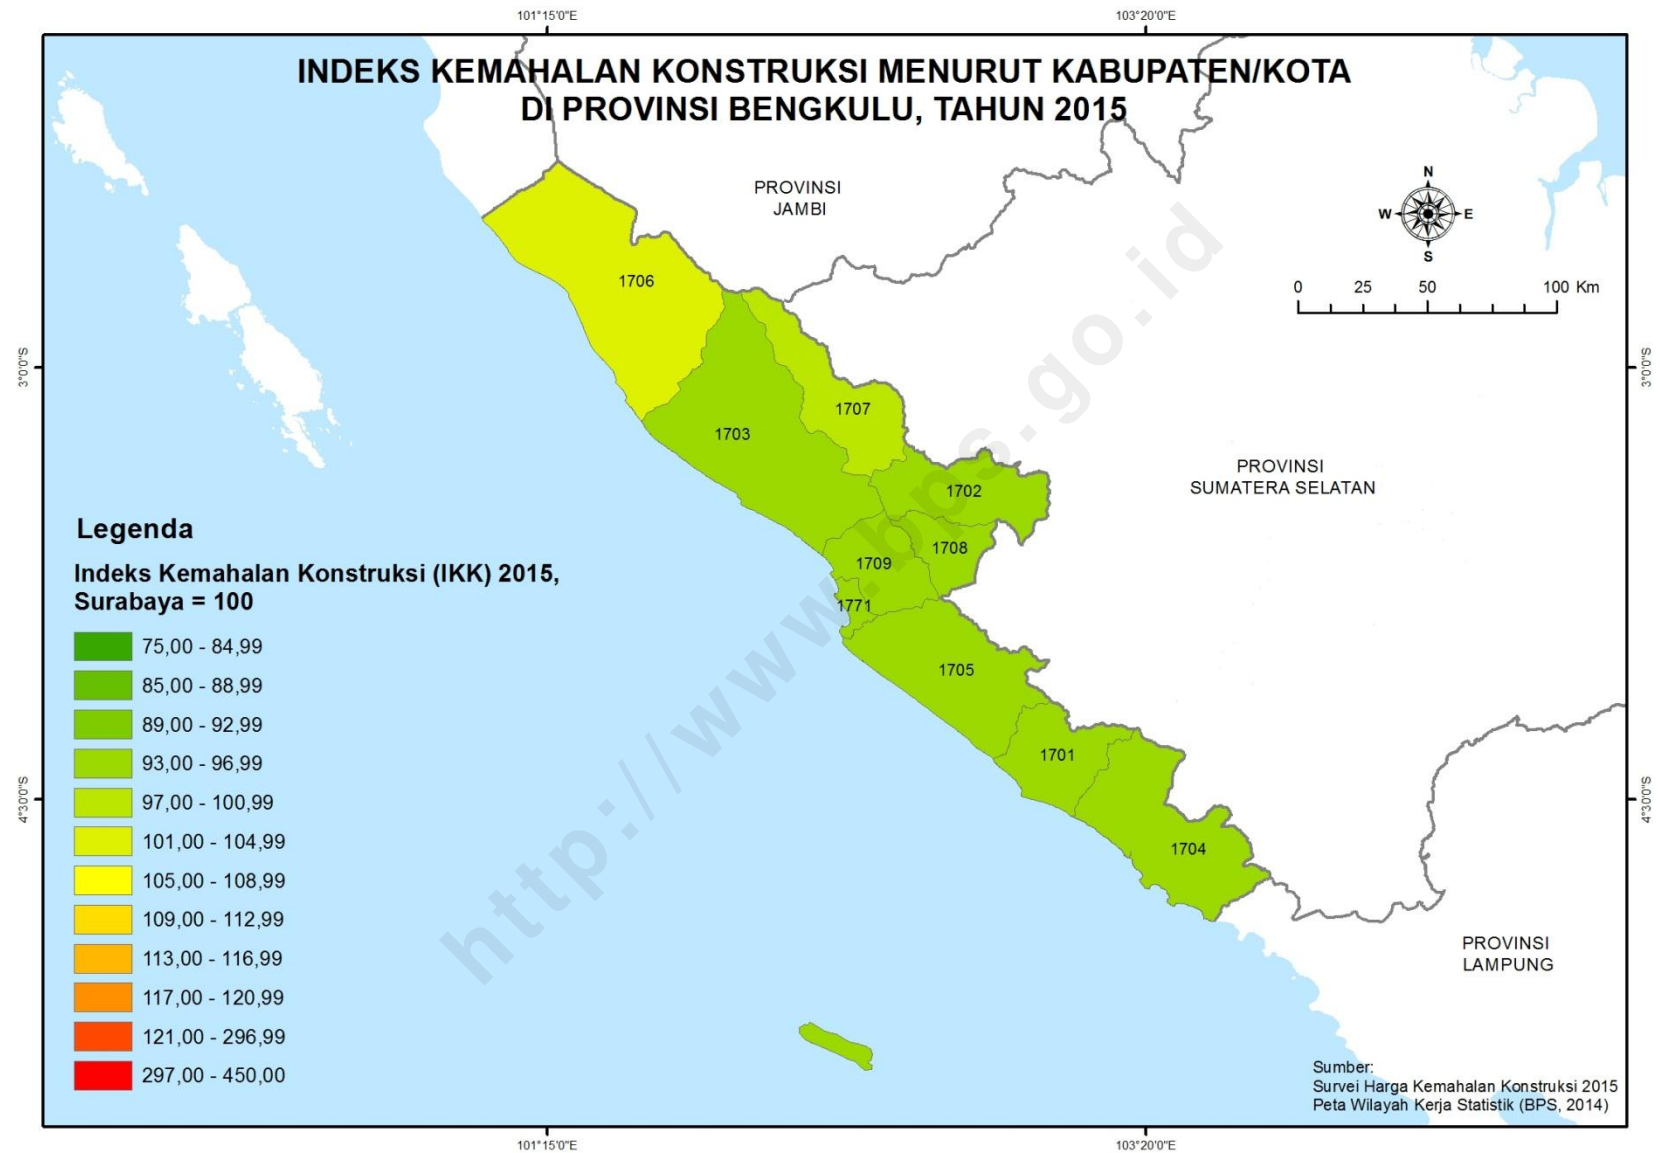 101°15'0"E
103°20'0"E
INDEKS KEMAHALAN KONSTRUKSI MENURUT KABUPATEN/KOTA
DI PROVINSI BENGKULU, TAHUN 2015
PROVINSI
JAMBI
N
W
E
S
0 25 50 100 Km
1706
3°0'0"S
3°0'0"S
1707
1703
PROVINSI
SUMATERA SELATAN
1702
1708
1709
1771
1705
1701
1704
4°30'0"S
4°30'0"S
http://www.bps.go.id
Legenda
Indeks Kemahalan Konstruksi (IKK) 2015,
Surabaya = 100
75,00 - 84,99
85,00 - 88,99
89,00 - 92,99
93,00 - 96,99
97,00 - 100,99
101,00 - 104,99
105,00 - 108,99
109,00 - 112,99
113,00 - 116,99
117,00 - 120,99
121,00 - 296,99
297,00 - 450,00
PROVINSI
LAMPUNG
Sumber:
Survei Harga Kemahalan Konstruksi 2015
Peta Wilayah Kerja Statistik (BPS, 2014)
101°15'0"E
103°20'0"E